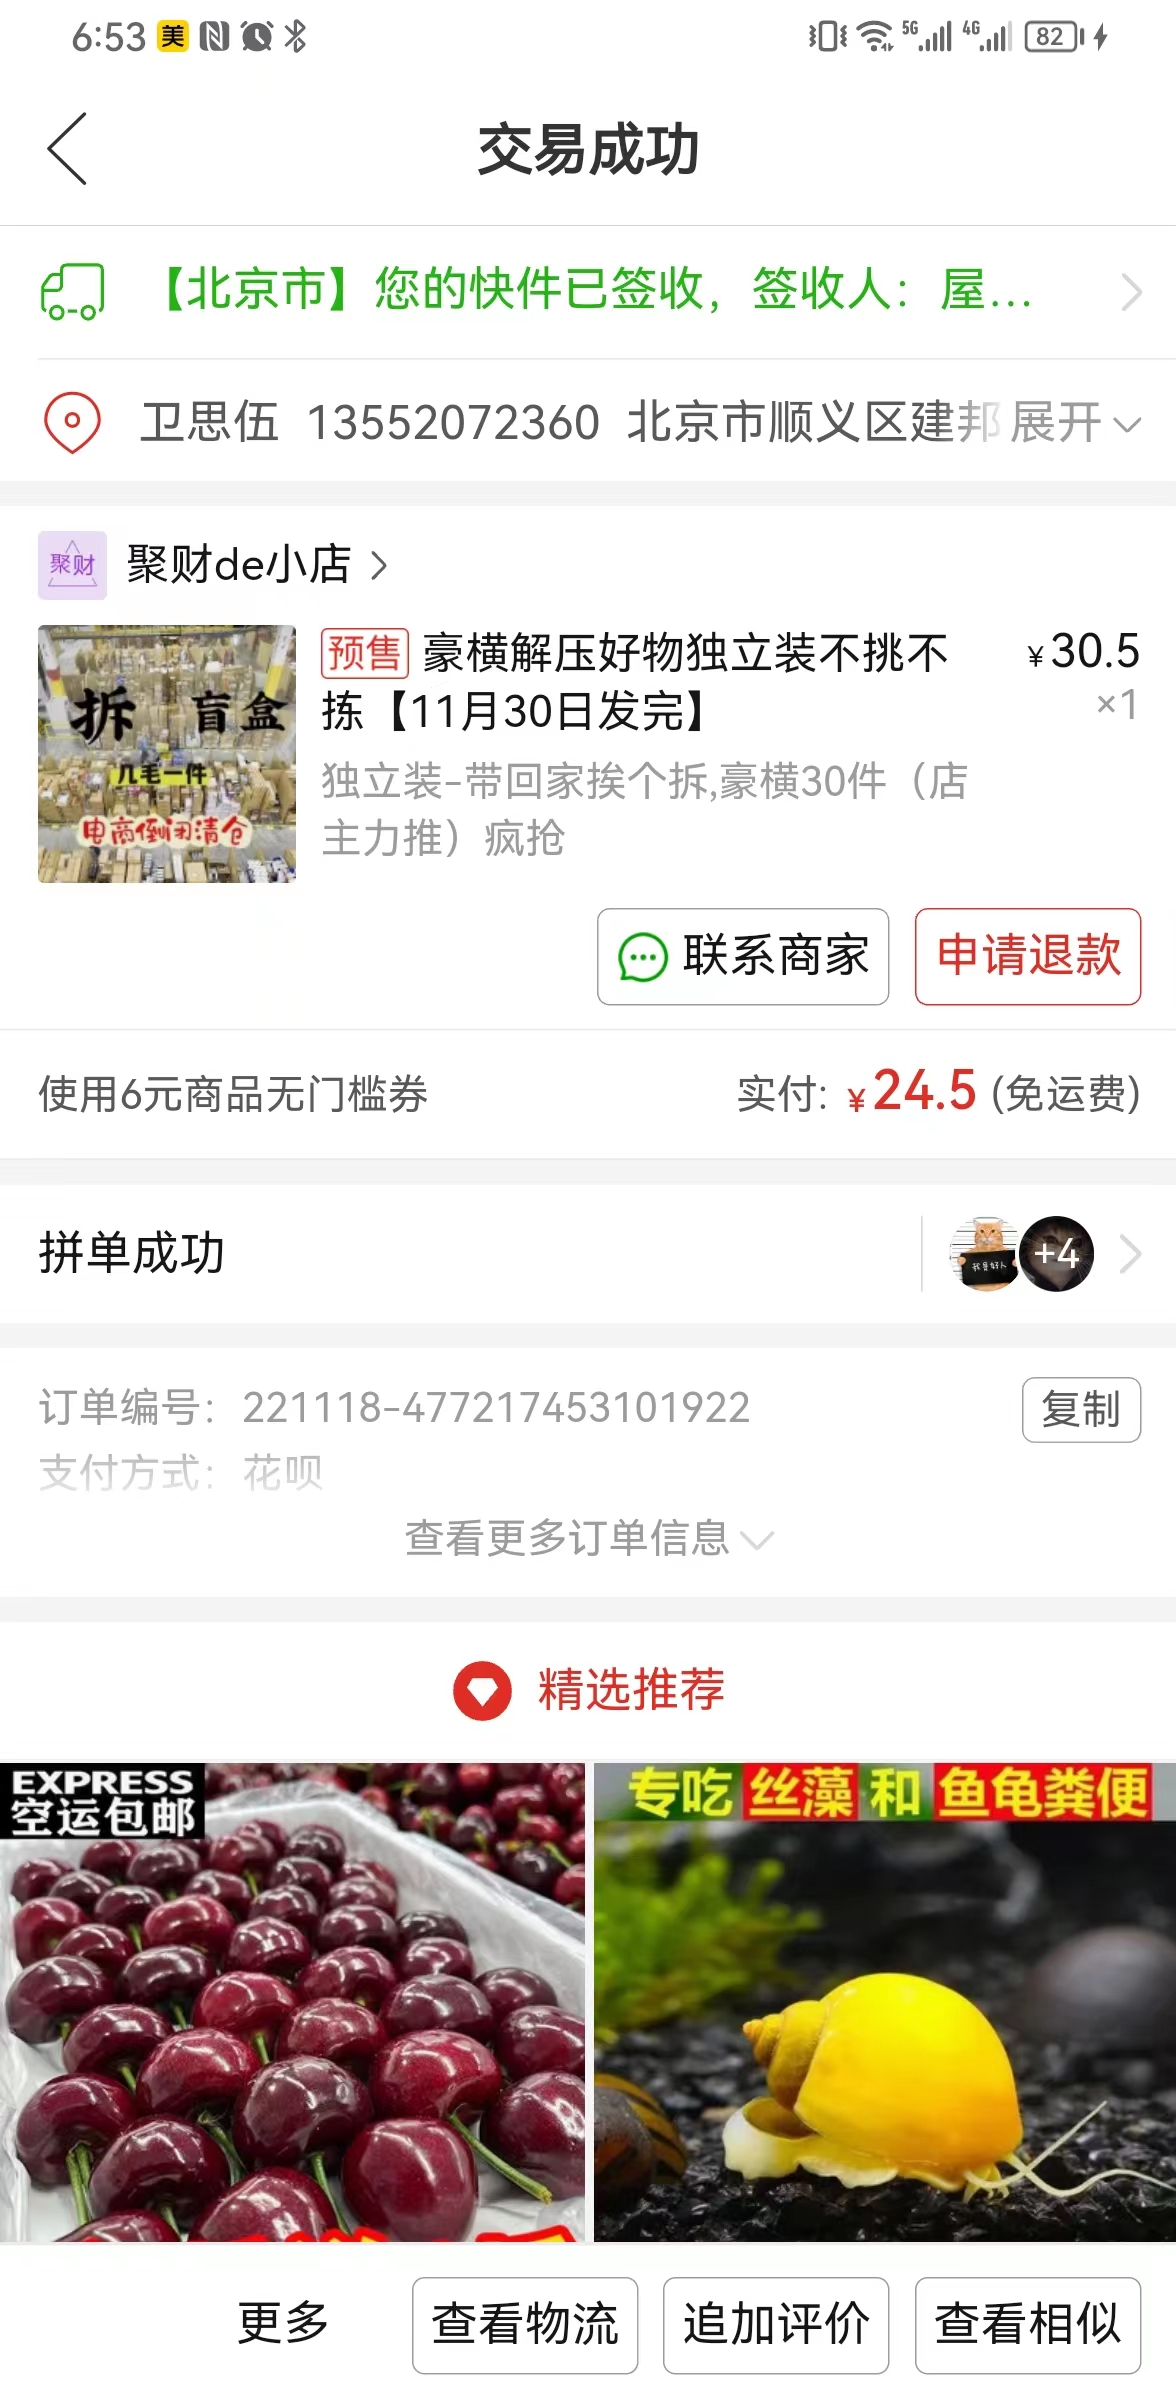 6:53 美 5G 4G 82
交易成功
【北京市】您的快件已签收，签收人：屋...
卫思伍 13552072360 北京市顺义区建邦 展开
聚财 聚财de小店
预售 豪横解压好物独立装不挑不 ¥30.5
拣【11月30日发完】 ×1
独立装-带回家挨个拆,豪横30件（店
主力推）疯抢
拆 盲盒
几毛一件
电商倒闭清仓
联系商家 申请退款
使用6元商品无门槛券 实付: ¥24.5 (免运费)
拼单成功 我是好人 +4
订单编号： 221118-477217453101922 复制
支付方式： 花呗
查看更多订单信息
精选推荐
EXPRESS
空运包邮
专吃 丝藻 和 鱼龟粪便
更多 查看物流 追加评价 查看相似